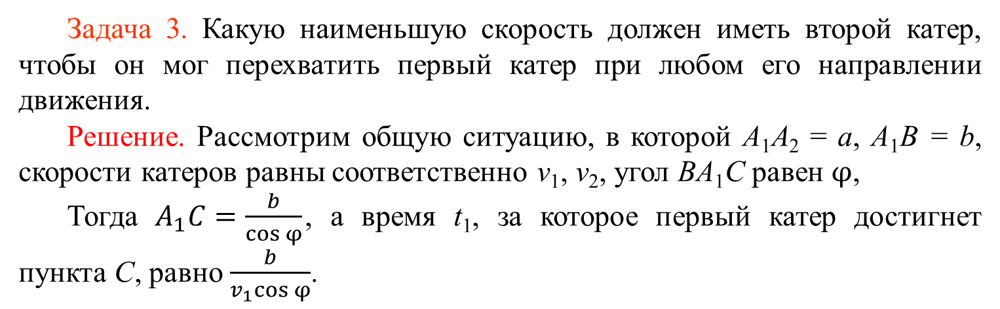 Задача 3. Какую наименьшую скорость должен иметь второй катер,
чтобы он мог перехватить первый катер при любом его направлении
движения.
Решение. Рассмотрим общую ситуацию, в которой A₁A₂ = a, A₁B = b,
скорости катеров равны соответственно v₁, v₂, угол BA₁C равен φ,
Тогда A₁C = b/cos φ, а время t₁, за которое первый катер достигнет
пункта C, равно b/v₁cos φ.